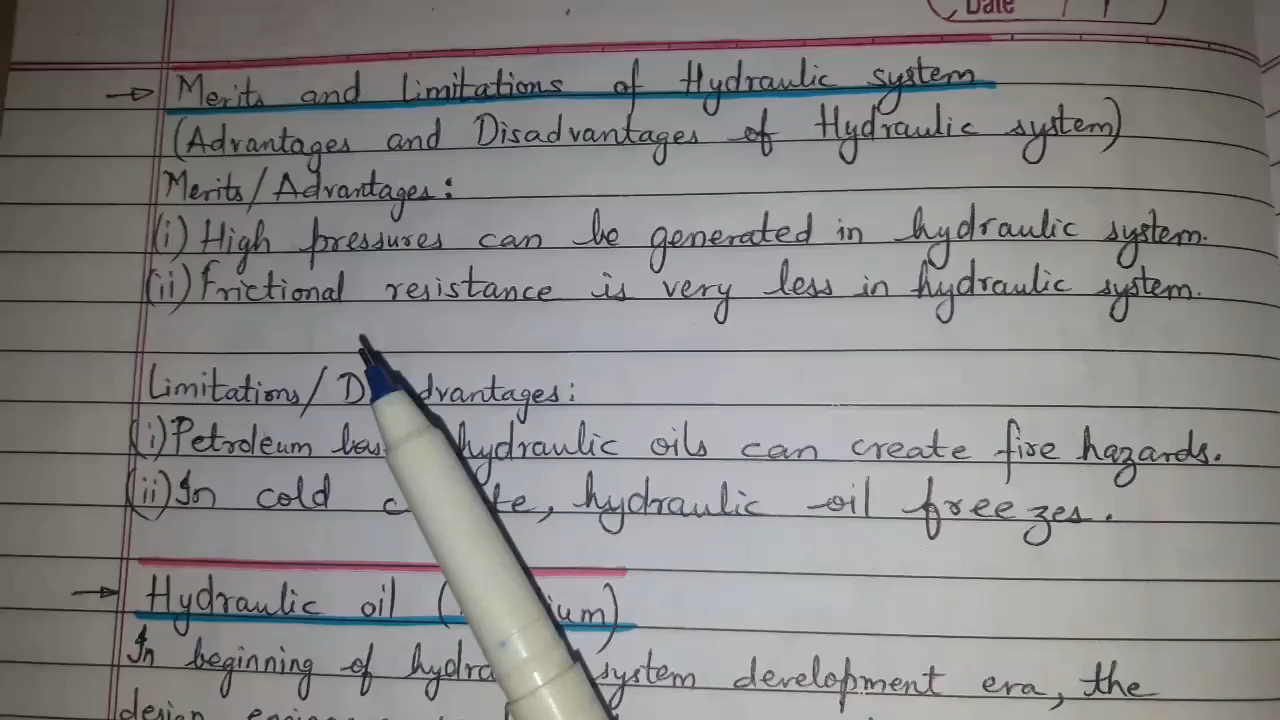 Date
→ Merits and limitations of Hydraulic system
(Advantages and Disadvantages of Hydraulic system)
Merits/Advantages:
(i) High pressures can be generated in hydraulic system.
(ii) Frictional resistance is very less in hydraulic system.
Limitations/ Disadvantages:
(i) Petroleum hydraulic oils can create fire hazards.
(ii) In cold hydraulic oil freezes.
→ Hydraulic oil
In beginning of system development era, the
design